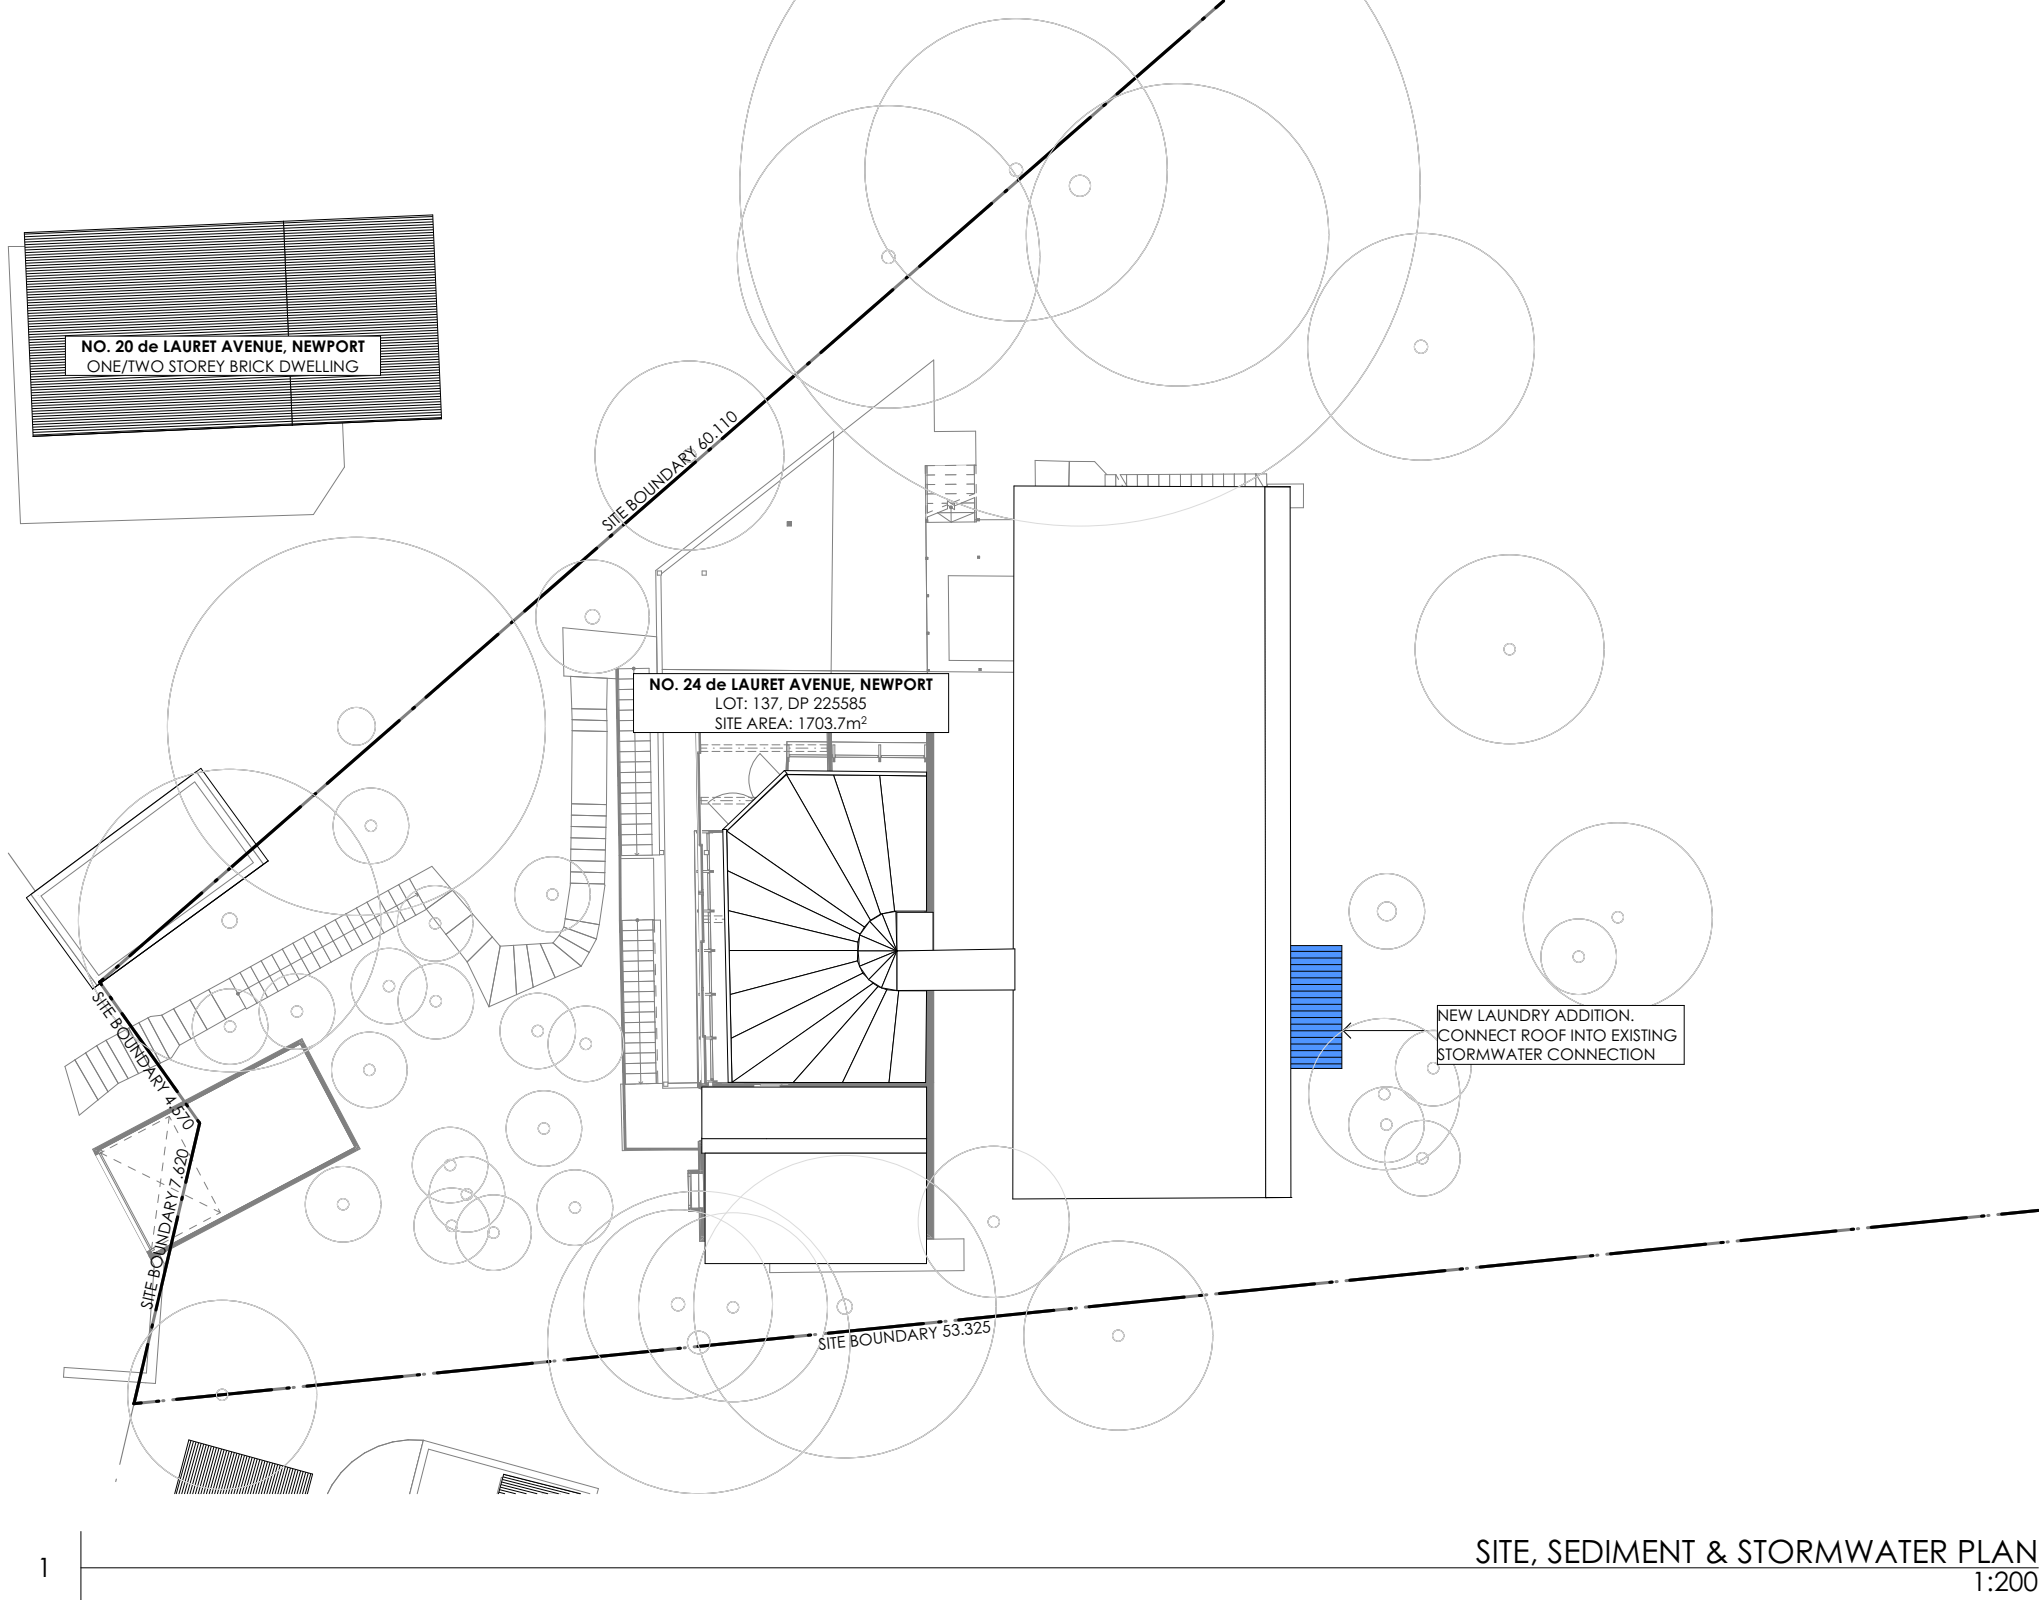 SITE BOUNDARY 60.110
NO. 20 de LAURET AVENUE, NEWPORT
ONE/TWO STOREY BRICK DWELLING
NO. 24 de LAURET AVENUE, NEWPORT
LOT: 137, DP 225585
SITE AREA: 1703.7m²
SITE BOUNDARY 4.570
NEW LAUNDRY ADDITION.
CONNECT ROOF INTO EXISTING
STORMWATER CONNECTION
SITE BOUNDARY 7.620
SITE BOUNDARY 53.325
1
SITE, SEDIMENT & STORMWATER PLAN
1:200